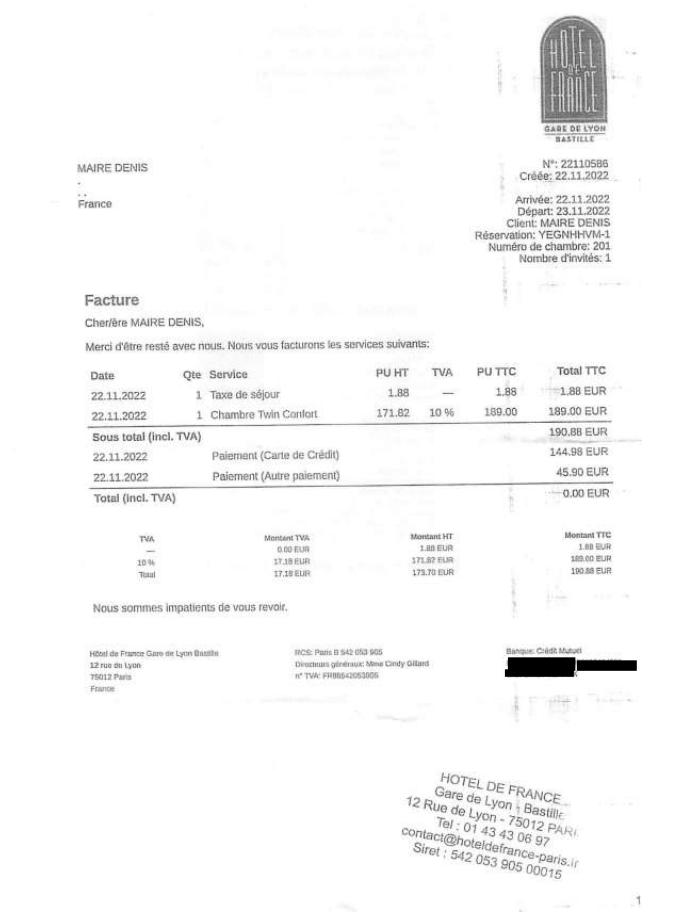 HOTEL
DE
FRANCE
GARE DE LYON
BASTILLE
MAIRE DENIS
.
. .
France
N°: 22110586
Créée: 22.11.2022
Arrivée: 22.11.2022
Départ: 23.11.2022
Client: MAIRE DENIS
Réservation: YEGNHHVM-1
Numéro de chambre: 201
Nombre d'invités: 1
Facture
Cher/ère MAIRE DENIS,
Merci d'être resté avec nous. Nous vous facturons les services suivants:
Date Qte Service PU HT TVA PU TTC Total TTC
22.11.2022 1 Taxe de séjour 1.88 — 1.88 1.88 EUR
22.11.2022 1 Chambre Twin Confort 171.82 10 % 189.00 189.00 EUR
Sous total (incl. TVA) 190.88 EUR
22.11.2022 Paiement (Carte de Crédit) 144.98 EUR
22.11.2022 Paiement (Autre paiement) 45.90 EUR
Total (incl. TVA) 0.00 EUR
TVA Montant TVA Montant HT Montant TTC
— 0.00 EUR 1.88 EUR 1.88 EUR
10 % 17.18 EUR 171.82 EUR 189.00 EUR
Total 17.18 EUR 173.70 EUR 190.88 EUR
Nous sommes impatients de vous revoir.
Hôtel de France Gare de Lyon Bastille
12 rue de Lyon
75012 Paris
France
RCS: Paris B 542 053 905
Directeurs généraux: Mme Cindy Gillard
n° TVA:
Banque: Crédit Mutuel
HOTEL DE FRANCE
Gare de Lyon - Bastille
12 Rue de Lyon - 75012 PARI
Tel : 01 43 43 06 97
contact@hoteldefrance-paris.
Siret : 542 053 905 00015
1